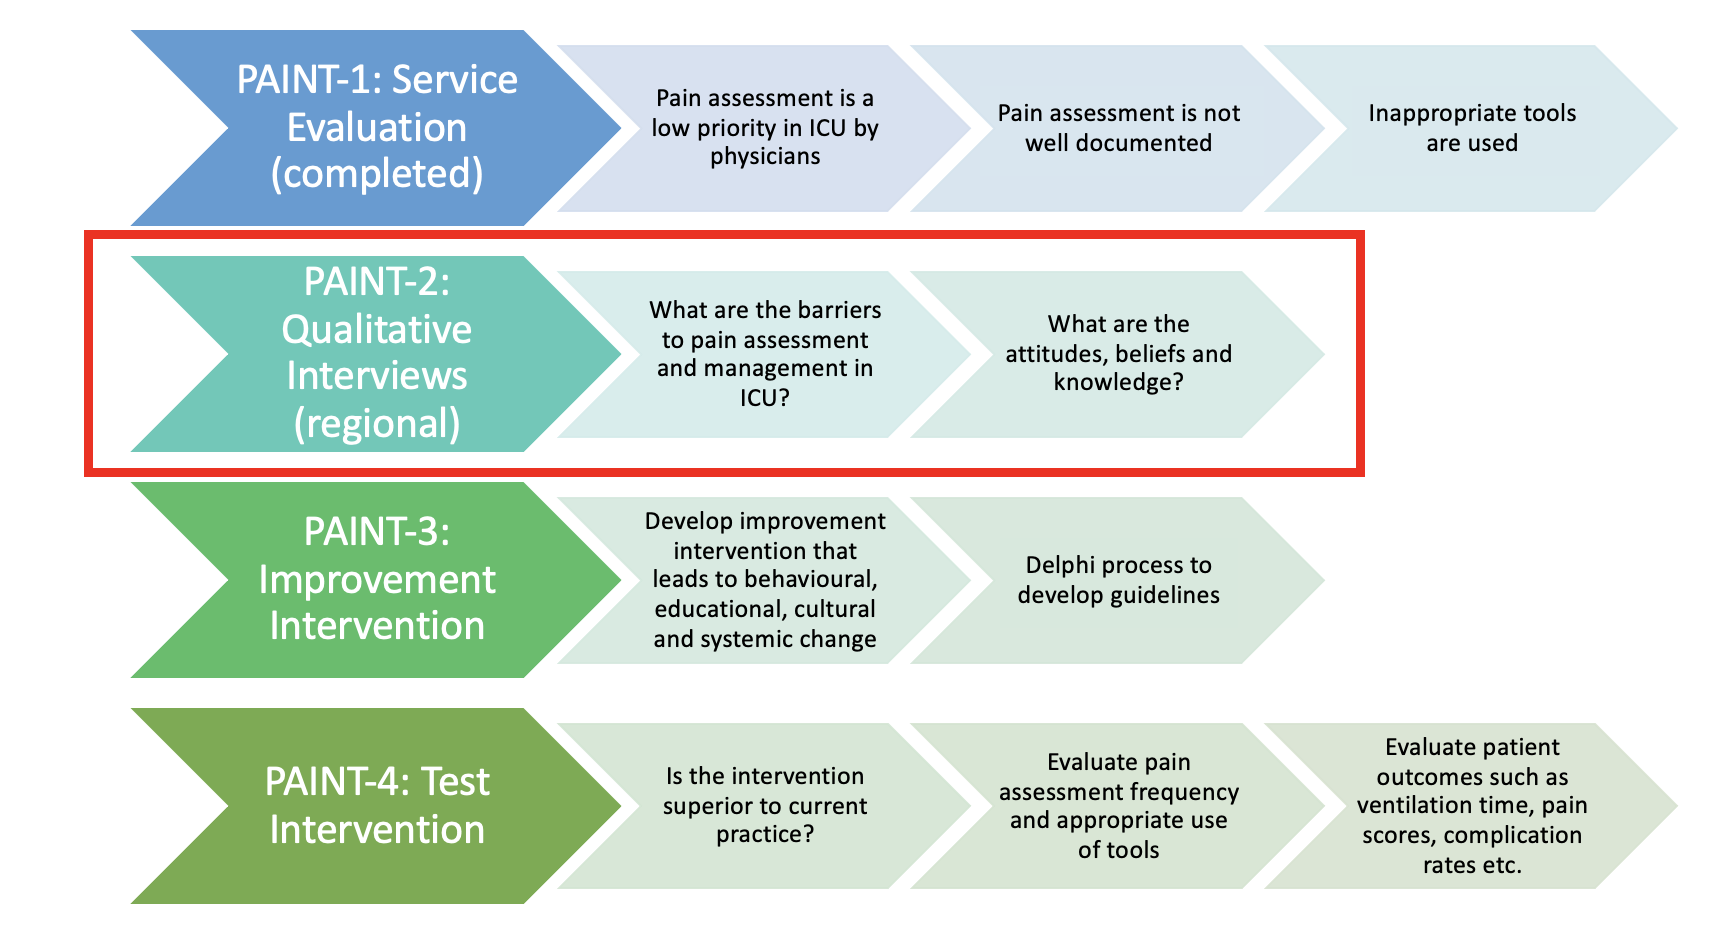 PAINT-1: Service
Evaluation
(completed)
Pain assessment is a
low priority in ICU by
physicians
Pain assessment is not
well documented
Inappropriate tools
are used
PAINT-2:
Qualitative
Interviews
(regional)
What are the barriers
to pain assessment
and management in
ICU?
What are the
attitudes, beliefs and
knowledge?
PAINT-3:
Improvement
Intervention
Develop improvement
intervention that
leads to behavioural,
educational, cultural
and systemic change
Delphi process to
develop guidelines
PAINT-4: Test
Intervention
Is the intervention
superior to current
practice?
Evaluate pain
assessment frequency
and appropriate use
of tools
Evaluate patient
outcomes such as
ventilation time, pain
scores, complication
rates etc.